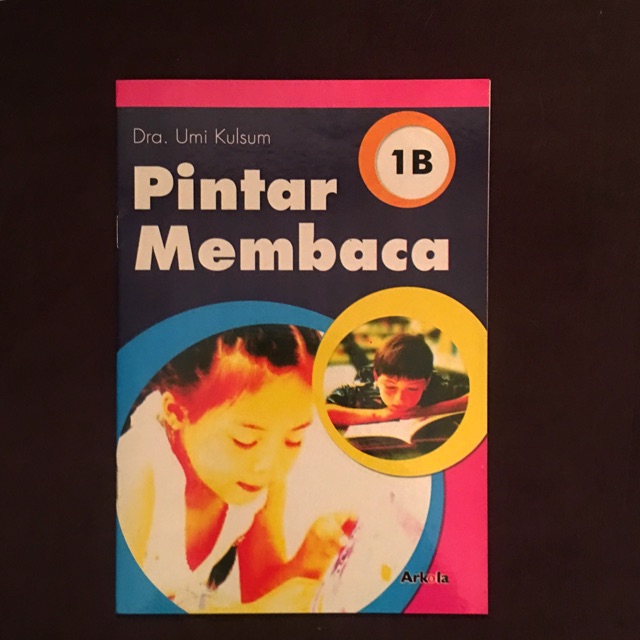 Dra. Umi Kulsum
1B
Pintar
Membaca
Arkola